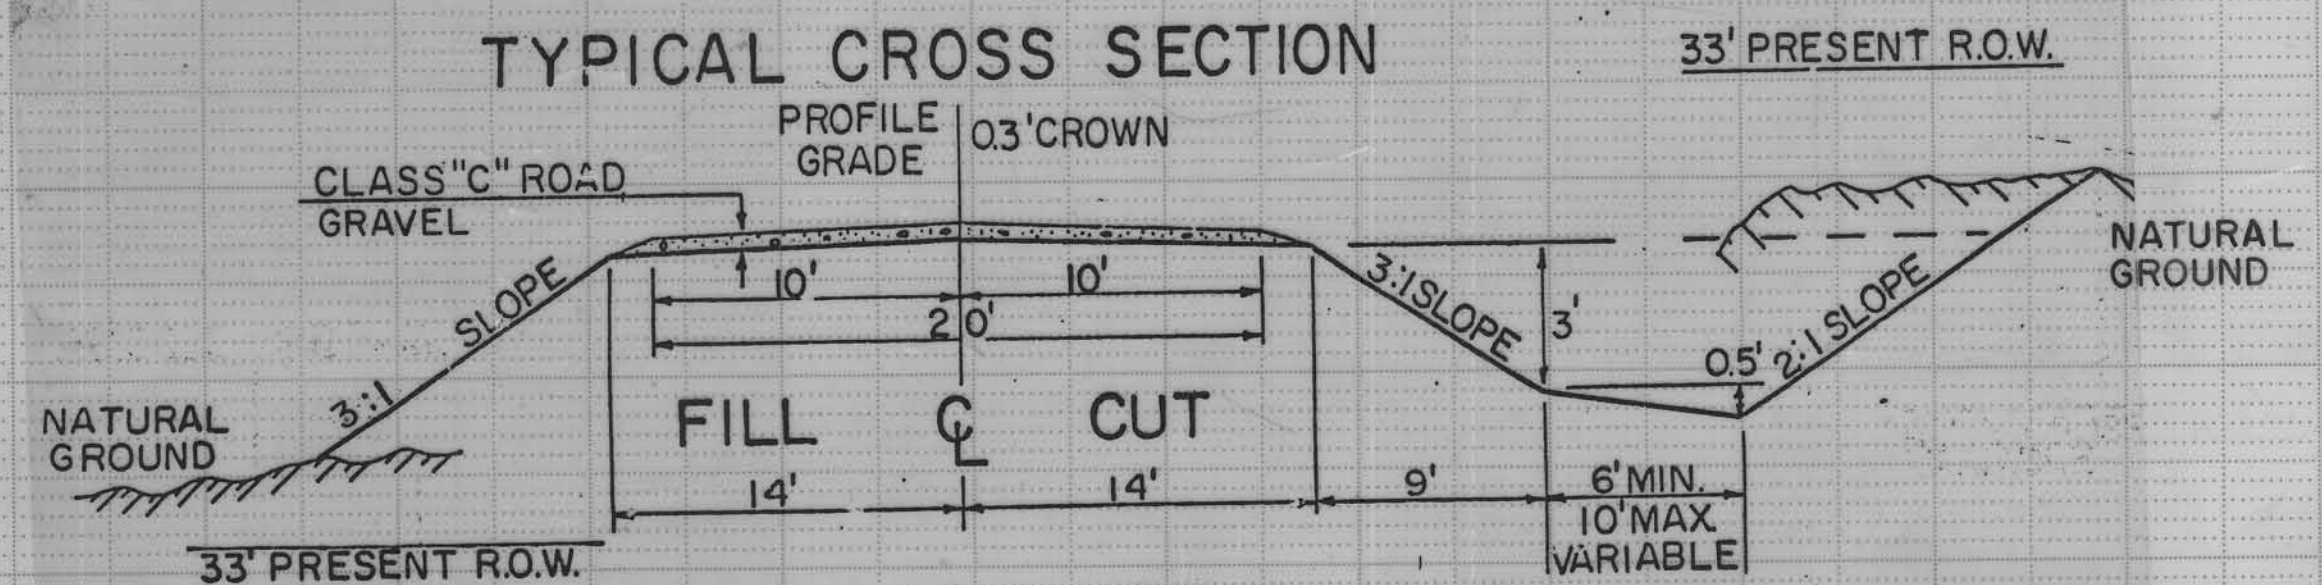 TYPICAL CROSS SECTION
33' PRESENT R.O.W.
PROFILE
GRADE
0.3' CROWN
CLASS "C" ROAD
GRAVEL
NATURAL
GROUND
SLOPE
3:1
10'
10'
20'
3:1 SLOPE
3'
0.5'
2:1 SLOPE
NATURAL
GROUND
FILL
CL
CUT
14'
14'
9'
6' MIN.
10' MAX.
VARIABLE
33' PRESENT R.O.W.